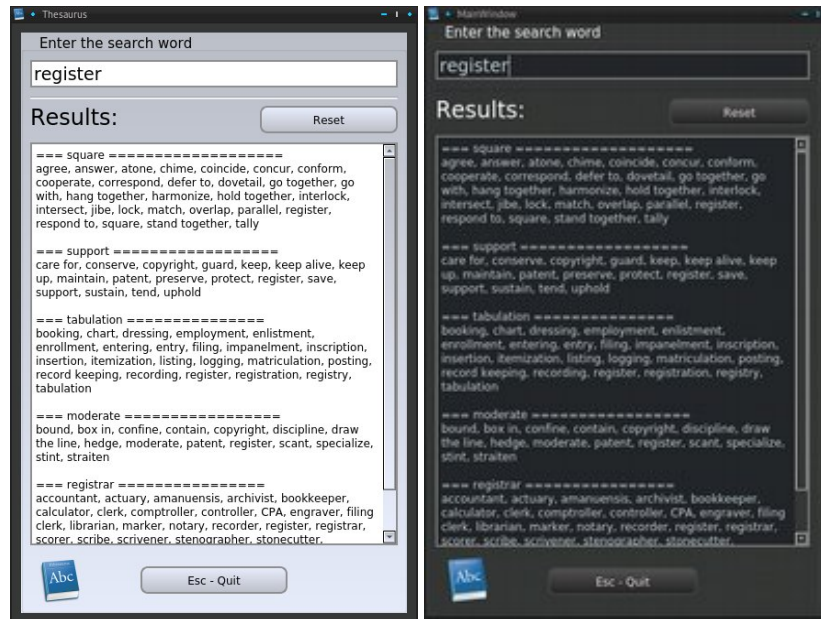 Thesaurus
Enter the search word
register
Results:
Reset
=== square ===================
agree, answer, atone, chime, coincide, concur, conform,
cooperate, correspond, defer to, dovetail, go together, go
with, hang together, harmonize, hold together, interlock,
intersect, jibe, lock, match, overlap, parallel, register,
respond to, square, stand together, tally
=== support ==================
care for, conserve, copyright, guard, keep, keep alive, keep
up, maintain, patent, preserve, protect, register, save,
support, sustain, tend, uphold
=== tabulation ===============
booking, chart, dressing, employment, enlistment,
enrollment, entering, entry, filing, impanelment, inscription,
insertion, itemization, listing, logging, matriculation, posting,
record keeping, recording, register, registration, registry,
tabulation
=== moderate =================
bound, box in, confine, contain, copyright, discipline, draw
the line, hedge, moderate, patent, register, scant, specialize,
stint, straiten
=== registrar ================
accountant, actuary, amanuensis, archivist, bookkeeper,
calculator, clerk, comptroller, controller, CPA, engraver, filing
clerk, librarian, marker, notary, recorder, register, registrar,
scorer, scribe, scrivener, stenographer, stonecutter,
Abc
Esc - Quit
MainWindow
Enter the search word
register
Results:
Reset
=== square ===================
agree, answer, atone, chime, coincide, concur, conform,
cooperate, correspond, defer to, dovetail, go together, go
with, hang together, harmonize, hold together, interlock,
intersect, jibe, lock, match, overlap, parallel, register,
respond to, square, stand together, tally
=== support ==================
care for, conserve, copyright, guard, keep, keep alive, keep
up, maintain, patent, preserve, protect, register, save,
support, sustain, tend, uphold
=== tabulation ===============
booking, chart, dressing, employment, enlistment,
enrollment, entering, entry, filing, impanelment, inscription,
insertion, itemization, listing, logging, matriculation, posting,
record keeping, recording, register, registration, registry,
tabulation
=== moderate =================
bound, box in, confine, contain, copyright, discipline, draw
the line, hedge, moderate, patent, register, scant, specialize,
stint, straiten
=== registrar ================
accountant, actuary, amanuensis, archivist, bookkeeper,
calculator, clerk, comptroller, controller, CPA, engraver, filing
clerk, librarian, marker, notary, recorder, register, registrar,
scorer, scribe, scrivener, stenographer, stonecutter,
Abc
Esc - Quit